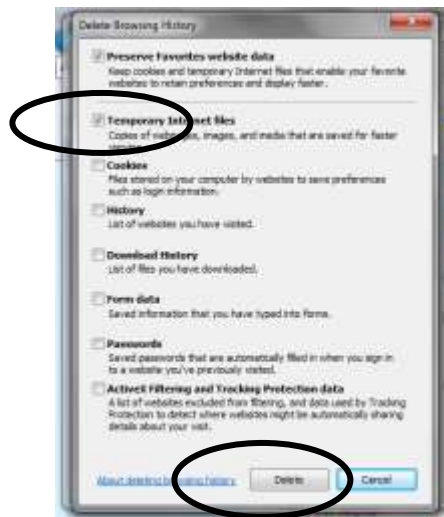 Delete Browsing History
Preserve Favorites website data
Keep cookies and temporary Internet files that enable your favorite
websites to retain preferences and display faster.
Temporary Internet files
Copies of webpages, images, and media that are saved for faster
viewing.
Cookies
Files stored on your computer by websites to save preferences
such as login information.
History
List of websites you have visited.
Download History
List of files you have downloaded.
Form data
Saved information that you have typed into forms.
Passwords
Saved passwords that are automatically filled in when you sign in
to a website you've previously visited.
ActiveX Filtering and Tracking Protection data
A list of websites excluded from filtering, and data used by Tracking
Protection to detect where websites might be automatically sharing
details about your visit.
About deleting browsing history
Delete
Cancel